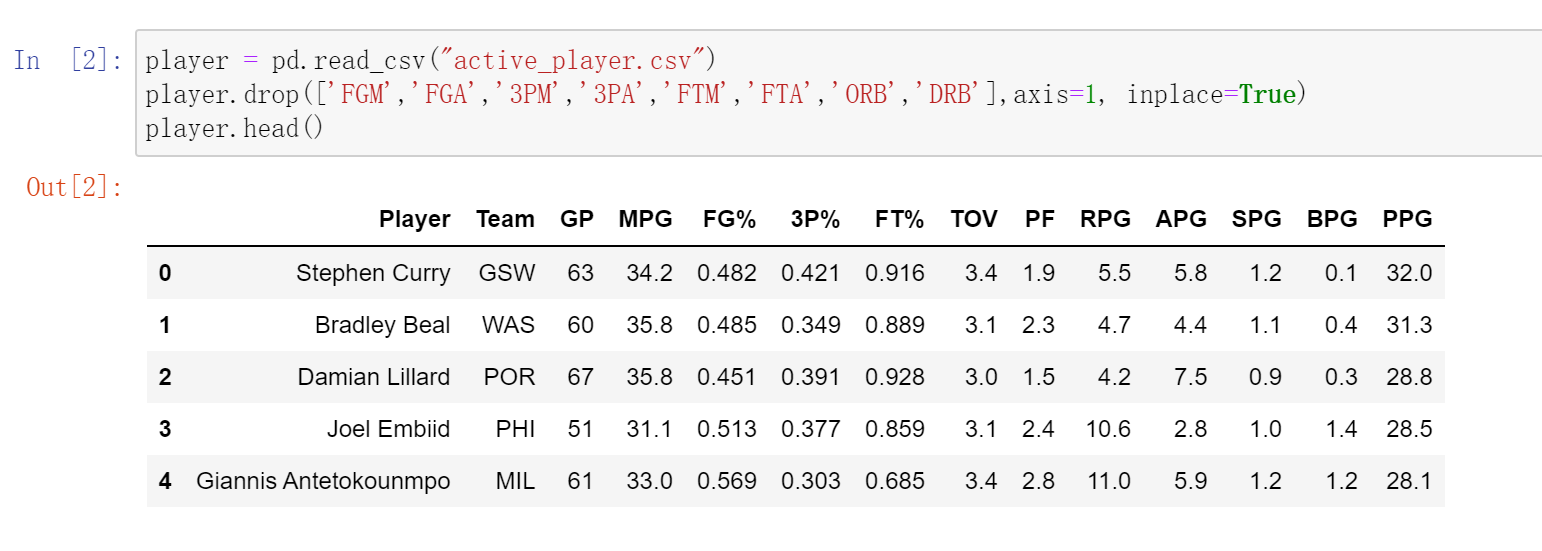 In [2]: player = pd.read_csv("active_player.csv")
player.drop(['FGM','FGA','3PM','3PA','FTM','FTA','ORB','DRB'],axis=1, inplace=True)
player.head()
Out[2]:
Player Team GP MPG FG% 3P% FT% TOV PF RPG APG SPG BPG PPG
0 Stephen Curry GSW 63 34.2 0.482 0.421 0.916 3.4 1.9 5.5 5.8 1.2 0.1 32.0
1 Bradley Beal WAS 60 35.8 0.485 0.349 0.889 3.1 2.3 4.7 4.4 1.1 0.4 31.3
2 Damian Lillard POR 67 35.8 0.451 0.391 0.928 3.0 1.5 4.2 7.5 0.9 0.3 28.8
3 Joel Embiid PHI 51 31.1 0.513 0.377 0.859 3.1 2.4 10.6 2.8 1.0 1.4 28.5
4 Giannis Antetokounmpo MIL 61 33.0 0.569 0.303 0.685 3.4 2.8 11.0 5.9 1.2 1.2 28.1